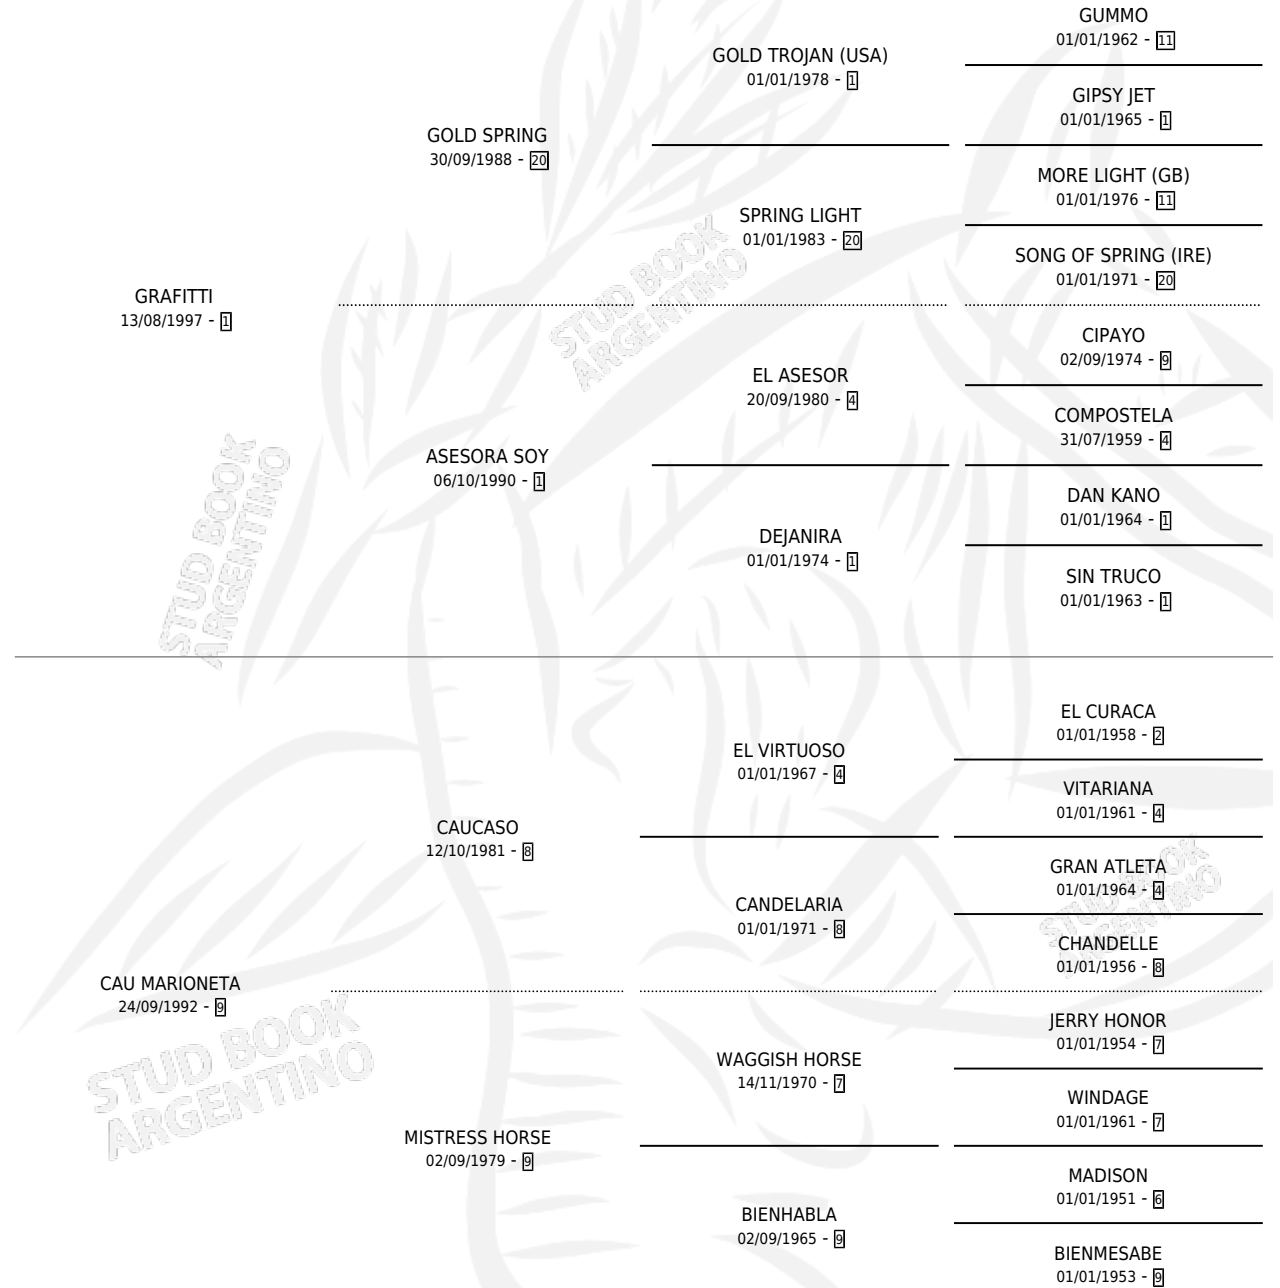 GUMMO
01/01/1962 - 11
GOLD TROJAN (USA)
01/01/1978 - 1
GIPSY JET
01/01/1965 - 1
GOLD SPRING
30/09/1988 - 20
MORE LIGHT (GB)
01/01/1976 - 11
SPRING LIGHT
01/01/1983 - 20
SONG OF SPRING (IRE)
01/01/1971 - 20
GRAFITTI
13/08/1997 - 1
CIPAYO
02/09/1974 - 9
EL ASESOR
20/09/1980 - 4
COMPOSTELA
31/07/1959 - 4
ASESORA SOY
06/10/1990 - 1
DAN KANO
01/01/1964 - 1
DEJANIRA
01/01/1974 - 1
SIN TRUCO
01/01/1963 - 1
EL CURACA
01/01/1958 - 2
EL VIRTUOSO
01/01/1967 - 4
VITARIANA
01/01/1961 - 4
CAUCASO
12/10/1981 - 8
GRAN ATLETA
01/01/1964 - 4
CANDELARIA
01/01/1971 - 8
CHANDELLE
01/01/1956 - 8
CAU MARIONETA
24/09/1992 - 9
JERRY HONOR
01/01/1954 - 7
WAGGISH HORSE
14/11/1970 - 7
WINDAGE
01/01/1961 - 7
MISTRESS HORSE
02/09/1979 - 9
MADISON
01/01/1951 - 6
BIENHABLA
02/09/1965 - 9
BIENMESABE
01/01/1953 - 9
STUD BOOK
ARGENTINO
STUD BOOK
ARGENTINO
STUD BOOK
ARGENTINO
STUD BOOK
ARGENTINO